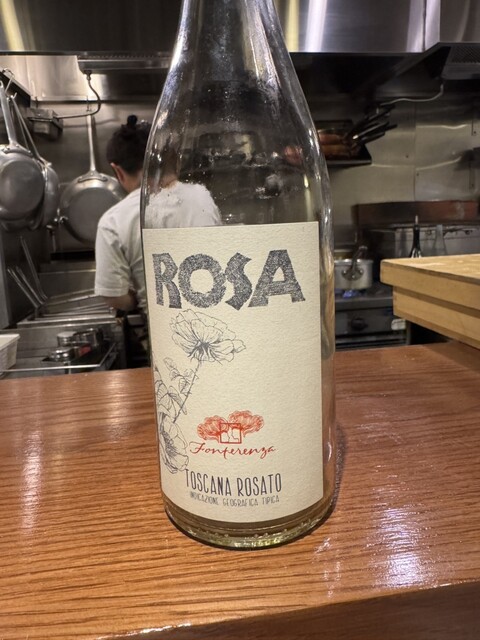 ROSA
Fonterenza
TOSCANA ROSATO
INDICAZIONE GEOGRAFICA TIPICA